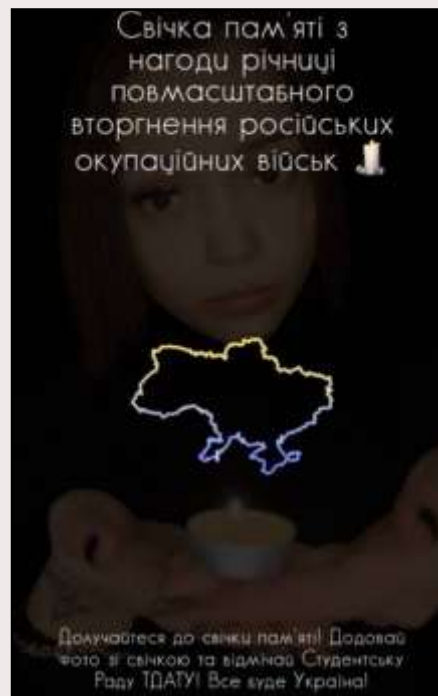 Свічка пам'яті з
нагоди річниці
повмасштабного
вторгнення російських
окупаційних військ
Долучайтеся до свічки пам'яті! Додовай
фото зі свічкою та відмічай Студентську
Раду ТДАТУ! Все буде Україна!